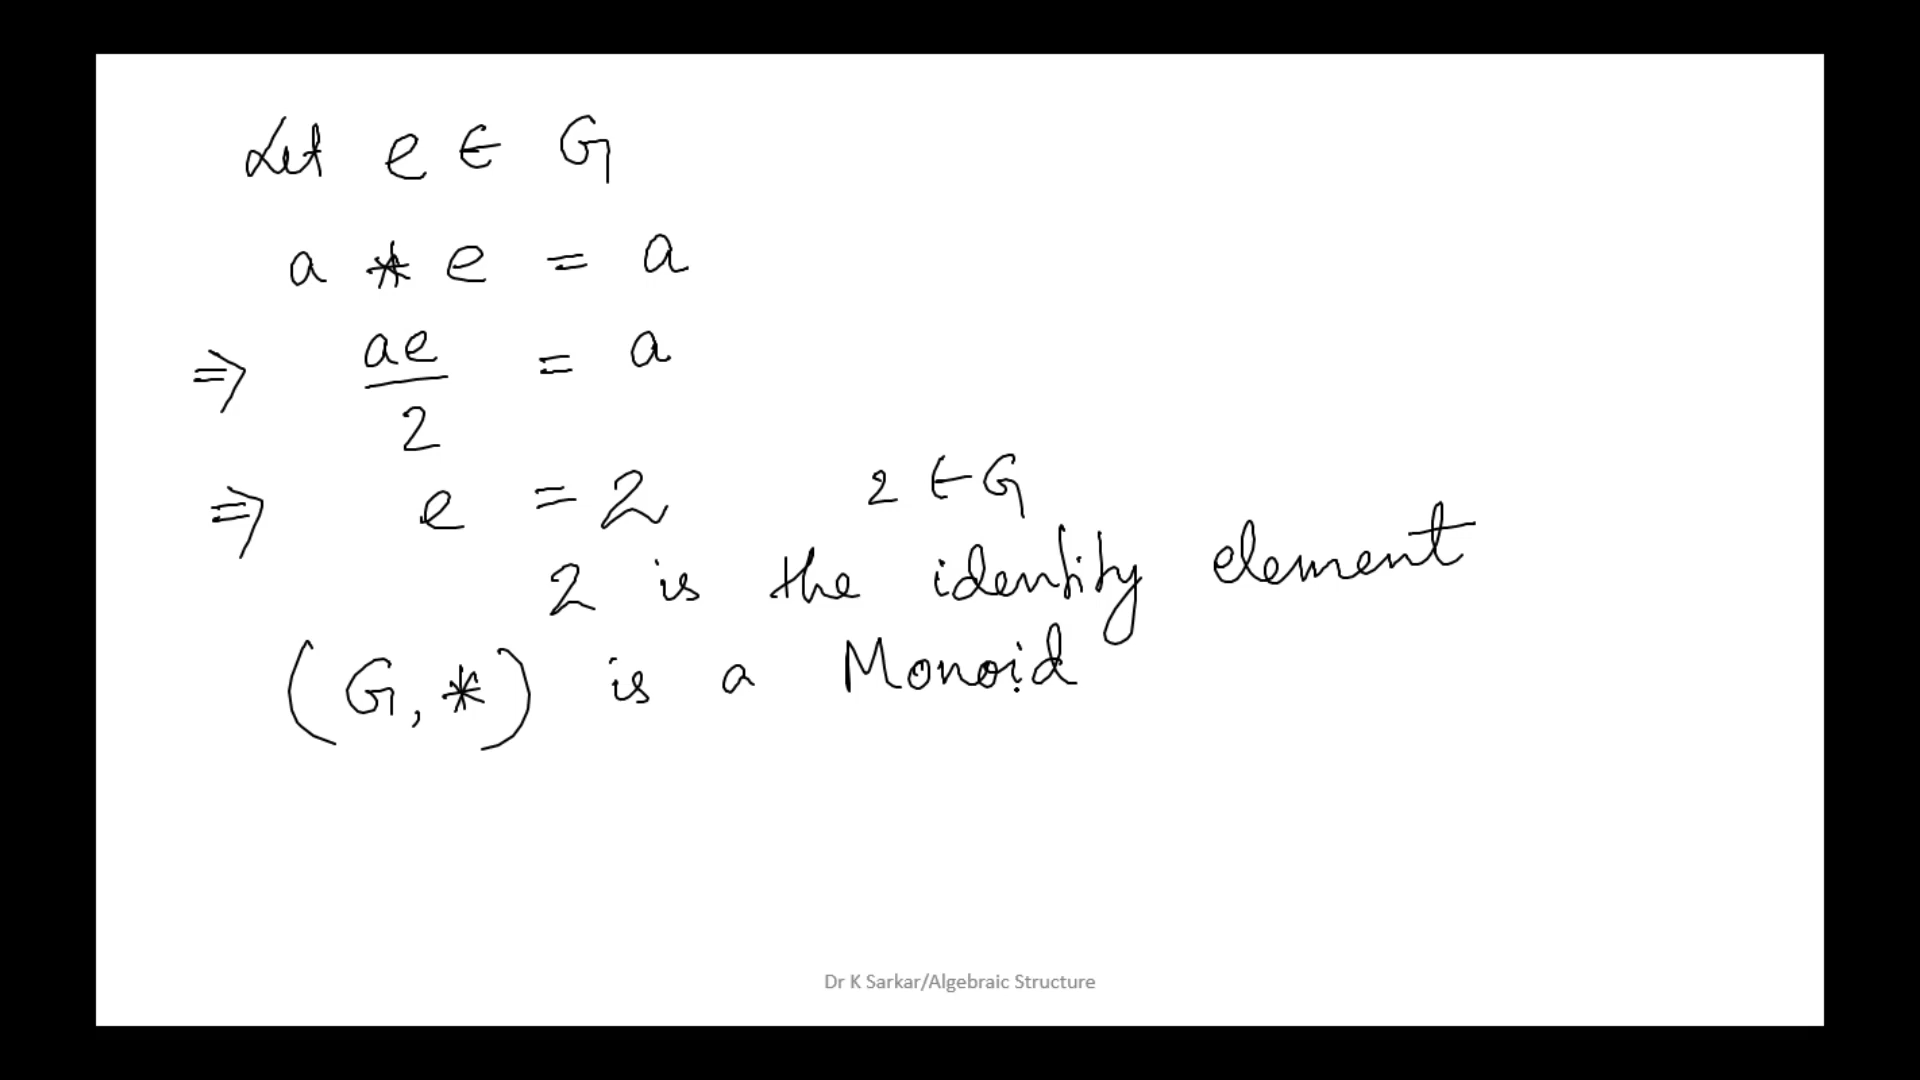 Let e ∈ G
a * e = a
⇒ ae/2 = a
⇒ e = 2 2 ∈ G
2 is the identity element
(G, *) is a Monoid
Dr K Sarkar/Algebraic Structure